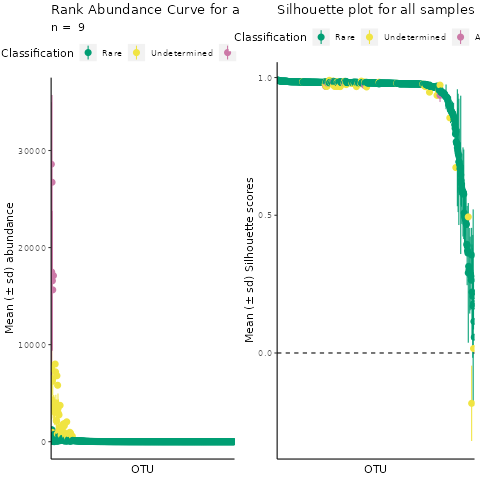 Rank Abundance Curve for a
n = 9
Classification Rare Undetermined
Mean (± sd) abundance
30000
20000
10000
0
OTU
Silhouette plot for all samples
Classification Rare Undetermined A
Mean (± sd) Silhouette scores
1.0
0.5
0.0
OTU